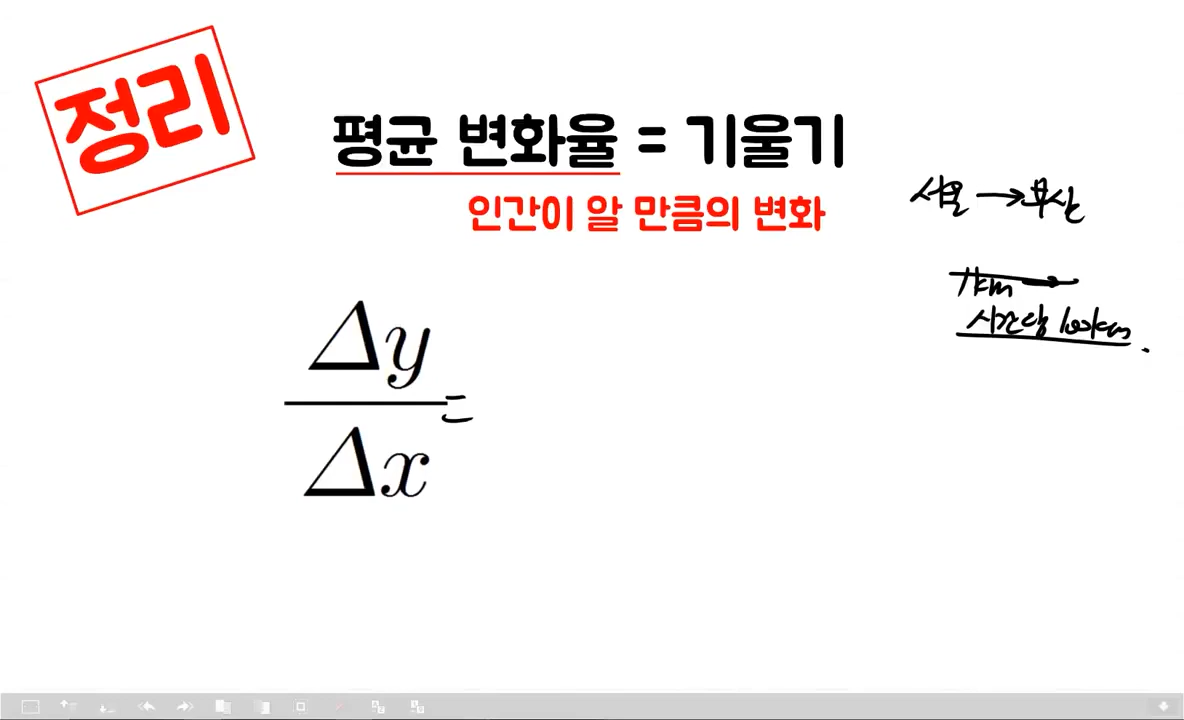 정리
평균 변화율 = 기울기
인간이 알 만큼의 변화
서울 → 부산
1km
시간당 100km
Δy
Δx
=